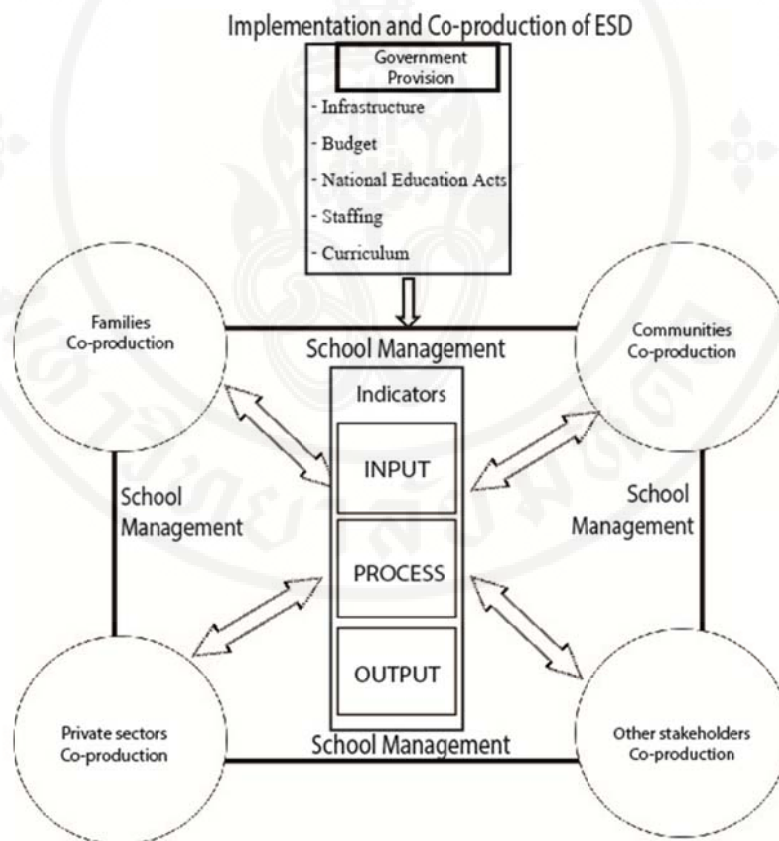 Implementation and Co-production of ESD
Government
Provision
- Infrastructure
- Budget
- National Education Acts
- Staffing
- Curriculum
Families
Co-production
Communities
Co-production
School Management
Indicators
INPUT
School
Management
School
Management
PROCESS
OUTPUT
Private sectors
Co-production
School Management
Other stakeholders
Co-production